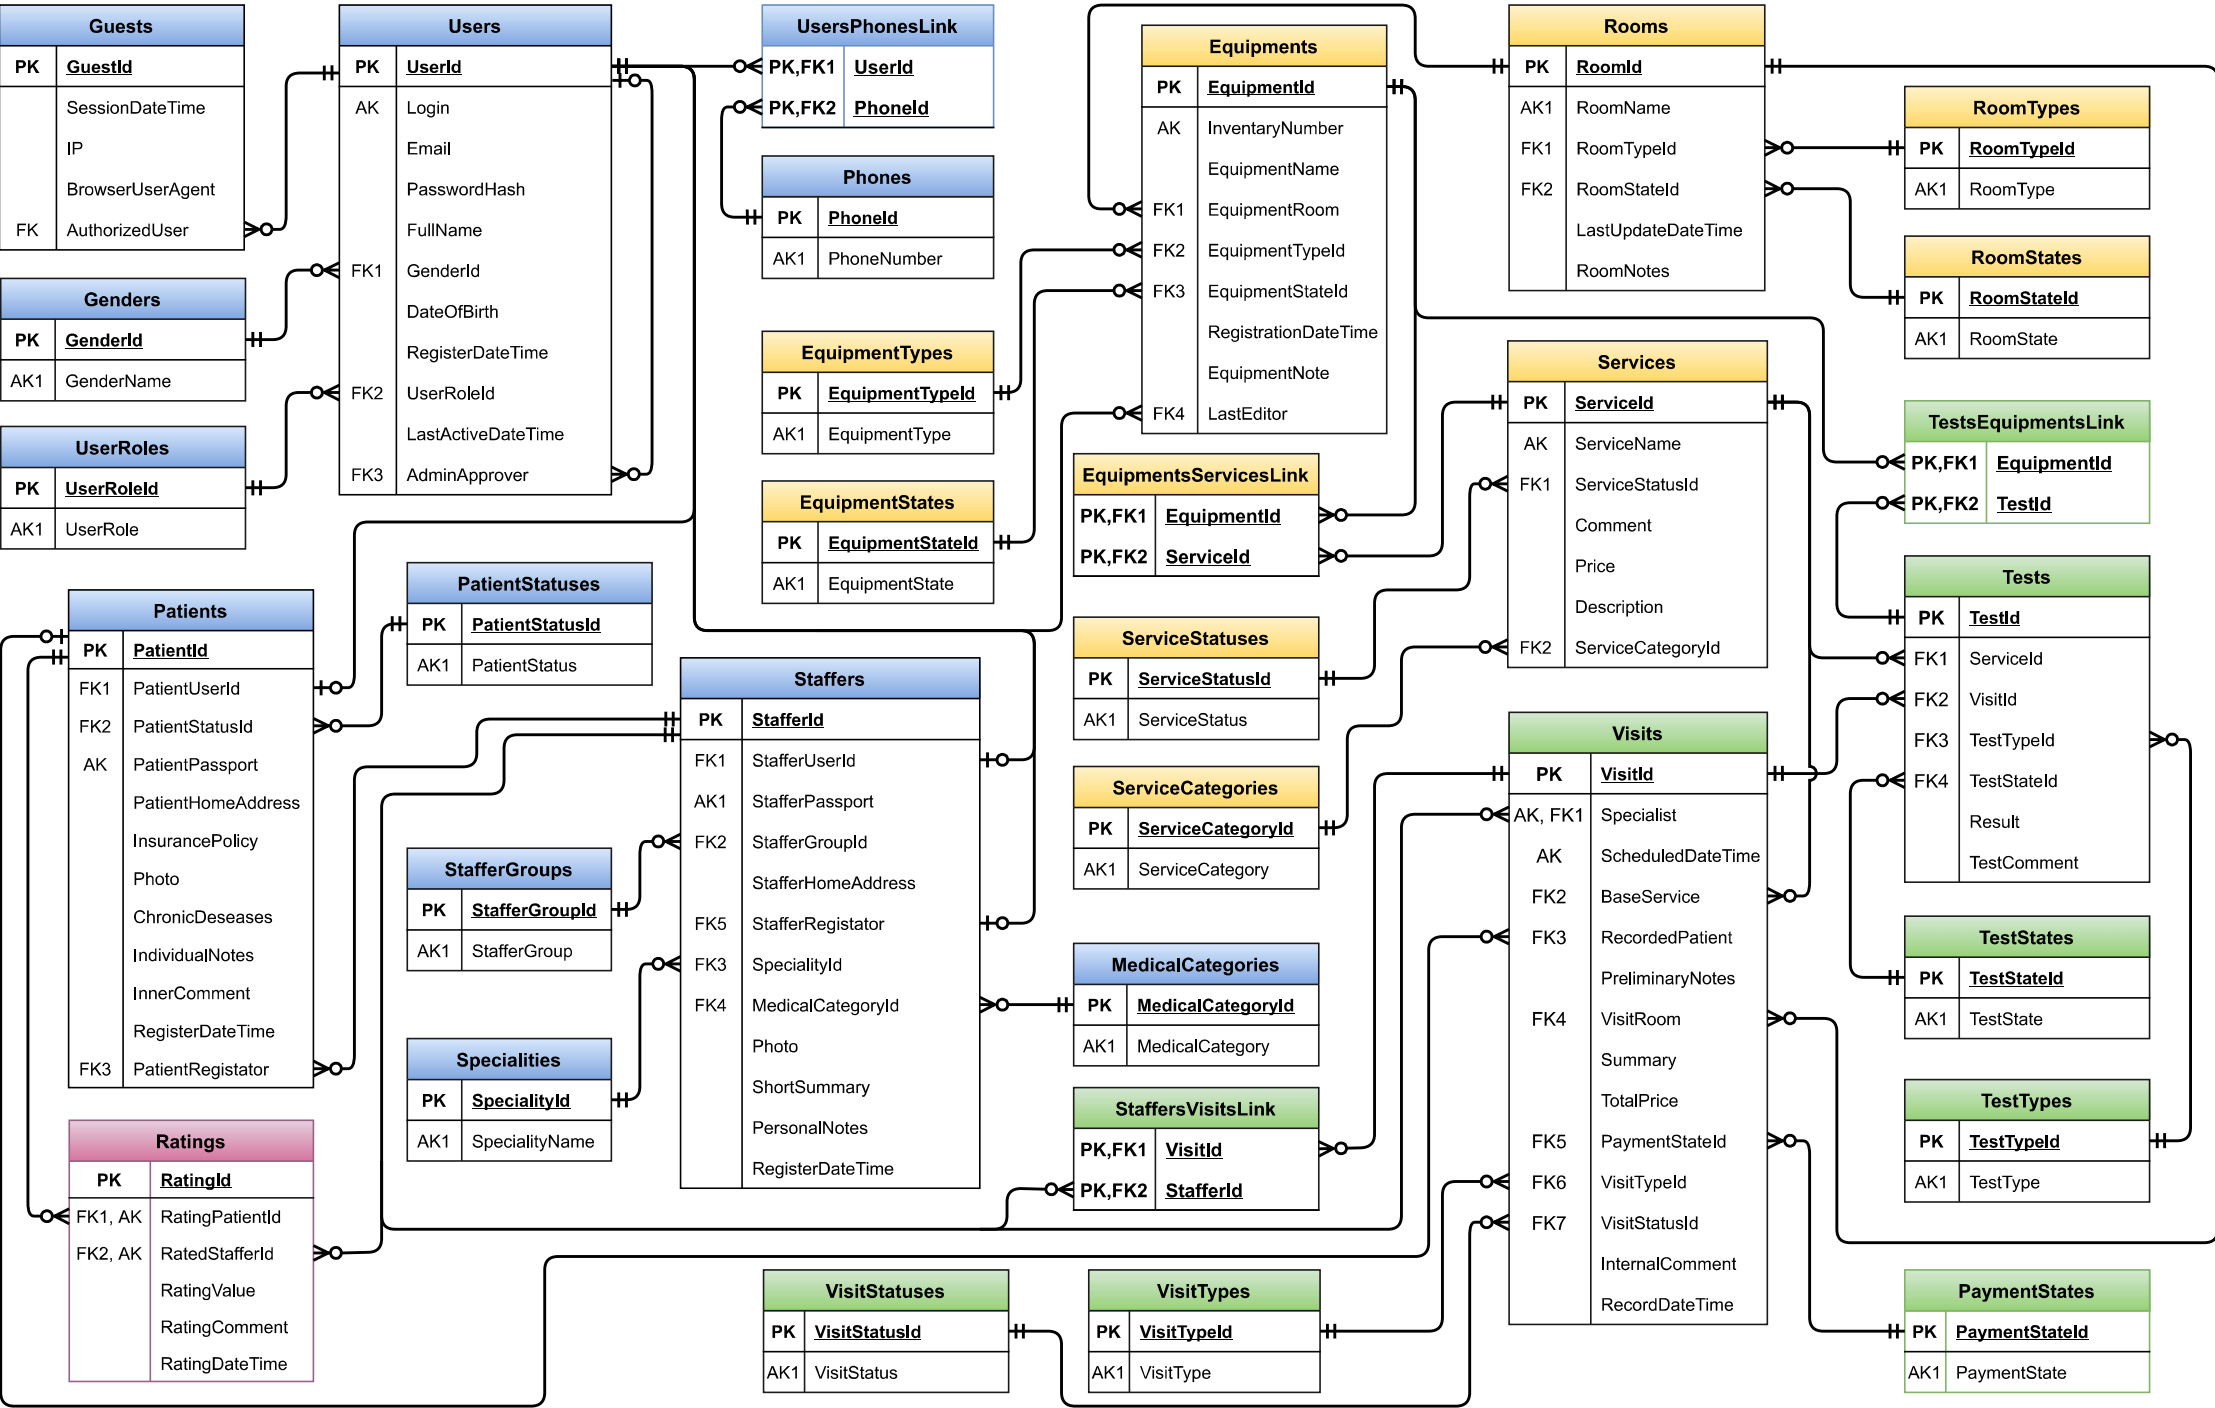 Guests
PK GuestId
SessionDateTime
IP
BrowserUserAgent
FK AuthorizedUser
Genders
PK GenderId
AK1 GenderName
UserRoles
PK UserRoleId
AK1 UserRole
Users
PK UserId
AK Login
Email
PasswordHash
FullName
FK1 GenderId
DateOfBirth
RegisterDateTime
FK2 UserRoleId
LastActiveDateTime
FK3 AdminApprover
UsersPhonesLink
PK,FK1 UserId
PK,FK2 PhoneId
Phones
PK PhoneId
AK1 PhoneNumber
EquipmentTypes
PK EquipmentTypeId
AK1 EquipmentType
EquipmentStates
PK EquipmentStateId
AK1 EquipmentState
Equipments
PK EquipmentId
AK InventaryNumber
EquipmentName
FK1 EquipmentRoom
FK2 EquipmentTypeId
FK3 EquipmentStateId
RegistrationDateTime
EquipmentNote
FK4 LastEditor
EquipmentsServicesLink
PK,FK1 EquipmentId
PK,FK2 ServiceId
Rooms
PK RoomId
AK1 RoomName
FK1 RoomTypeId
FK2 RoomStateId
LastUpdateDateTime
RoomNotes
RoomTypes
PK RoomTypeId
AK1 RoomType
RoomStates
PK RoomStateId
AK1 RoomState
Services
PK ServiceId
AK ServiceName
FK1 ServiceStatusId
Comment
Price
Description
FK2 ServiceCategoryId
TestsEquipmentsLink
PK,FK1 EquipmentId
PK,FK2 TestId
Tests
PK TestId
FK1 ServiceId
FK2 VisitId
FK3 TestTypeId
FK4 TestStateId
Result
TestComment
Patients
PK PatientId
FK1 PatientUserId
FK2 PatientStatusId
AK PatientPassport
PatientHomeAddress
InsurancePolicy
Photo
ChronicDeseases
IndividualNotes
InnerComment
RegisterDateTime
FK3 PatientRegistator
PatientStatuses
PK PatientStatusId
AK1 PatientStatus
StafferGroups
PK StafferGroupId
AK1 StafferGroup
Specialities
PK SpecialityId
AK1 SpecialityName
Staffers
PK StafferId
FK1 StafferUserId
AK1 StafferPassport
FK2 StafferGroupId
StafferHomeAddress
FK5 StafferRegistator
FK3 SpecialityId
FK4 MedicalCategoryId
Photo
ShortSummary
PersonalNotes
RegisterDateTime
ServiceStatuses
PK ServiceStatusId
AK1 ServiceStatus
ServiceCategories
PK ServiceCategoryId
AK1 ServiceCategory
MedicalCategories
PK MedicalCategoryId
AK1 MedicalCategory
StaffersVisitsLink
PK,FK1 VisitId
PK,FK2 StafferId
Visits
PK VisitId
AK, FK1 Specialist
AK ScheduledDateTime
FK2 BaseService
FK3 RecordedPatient
PreliminaryNotes
FK4 VisitRoom
Summary
TotalPrice
FK5 PaymentStateId
FK6 VisitTypeId
FK7 VisitStatusId
InternalComment
RecordDateTime
TestStates
PK TestStateId
AK1 TestState
TestTypes
PK TestTypeId
AK1 TestType
Ratings
PK RatingId
FK1, AK RatingPatientId
FK2, AK RatedStafferId
RatingValue
RatingComment
RatingDateTime
VisitStatuses
PK VisitStatusId
AK1 VisitStatus
VisitTypes
PK VisitTypeId
AK1 VisitType
PaymentStates
PK PaymentStateId
AK1 PaymentState